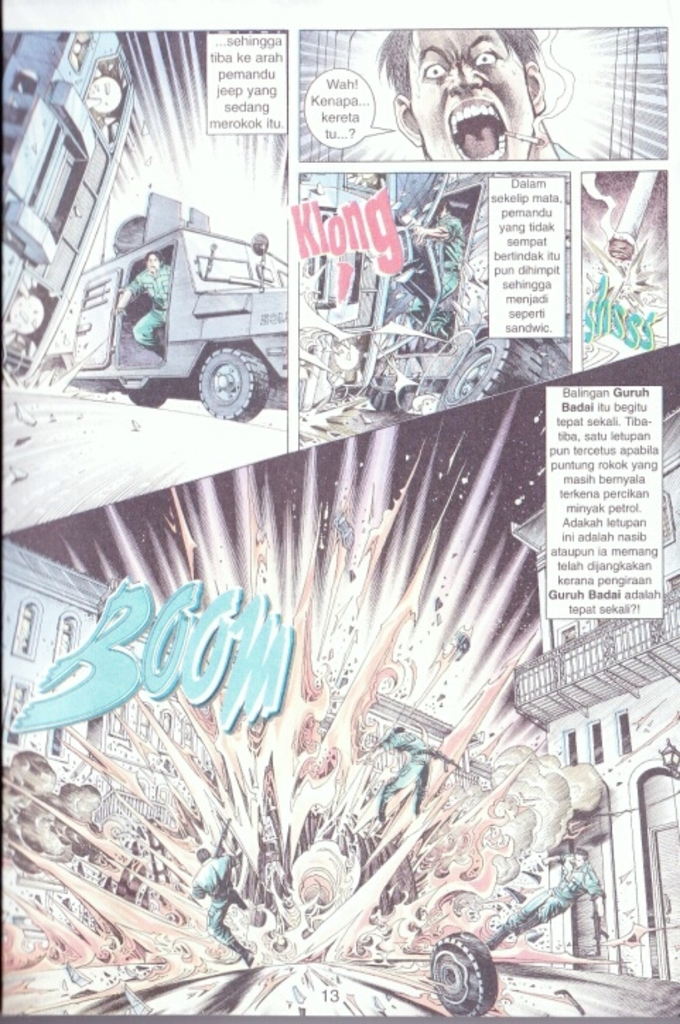 ...sehingga
tiba ke arah
pemandu
jeep yang
sedang
merokok itu.
Wah!
Kenapa...
kereta
tu...?
Klong
!
Dalam
sekelip mata,
pemandu
yang tidak
sempat
bertindak itu
pun dihimpit
sehingga
menjadi
seperti
sandwic.
shsss
Balingan Guruh
Badai itu begitu
tepat sekali. Tiba-
tiba, satu letupan
pun tercetus apabila
puntung rokok yang
masih bernyala
terkena percikan
minyak petrol.
Adakah letupan
ini adalah nasib
ataupun ia memang
telah dijangkakan
kerana pengiraan
Guruh Badai adalah
tepat sekali?!
BOOM
13